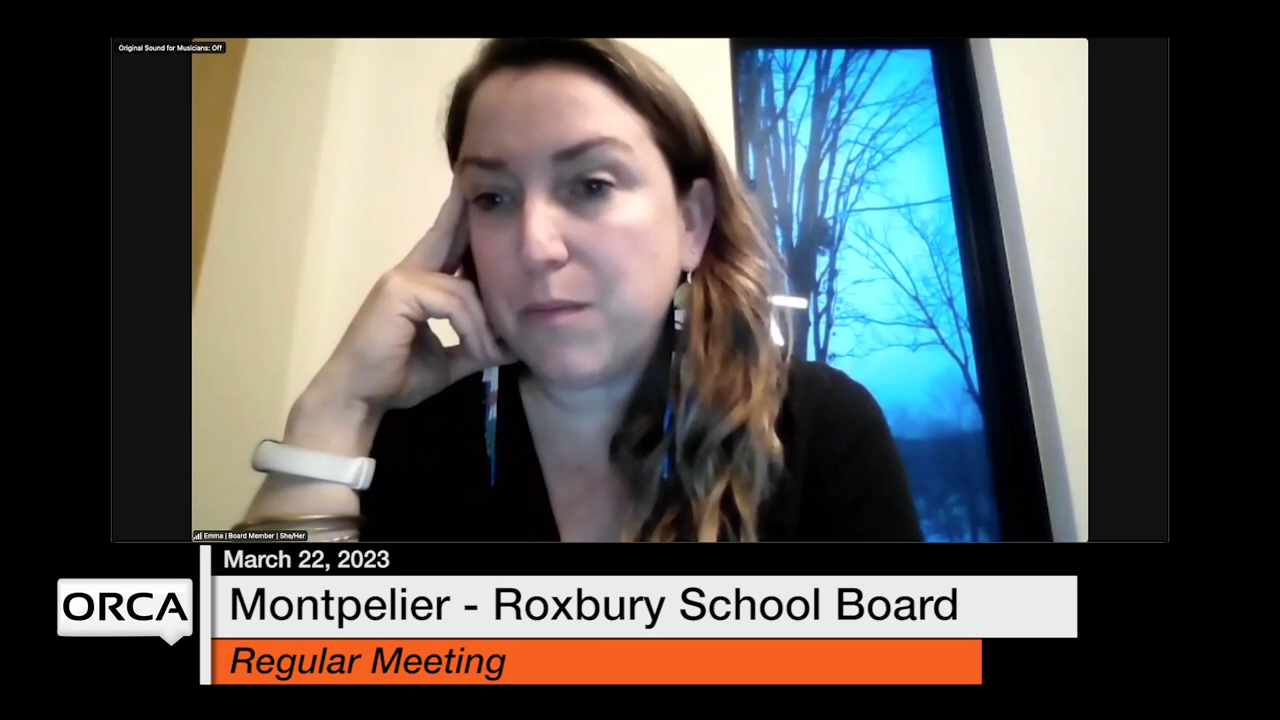 Original Sound for Musicians: Off
Emma | Board Member | She/Her
March 22, 2023
ORCA
Montpelier - Roxbury School Board
Regular Meeting